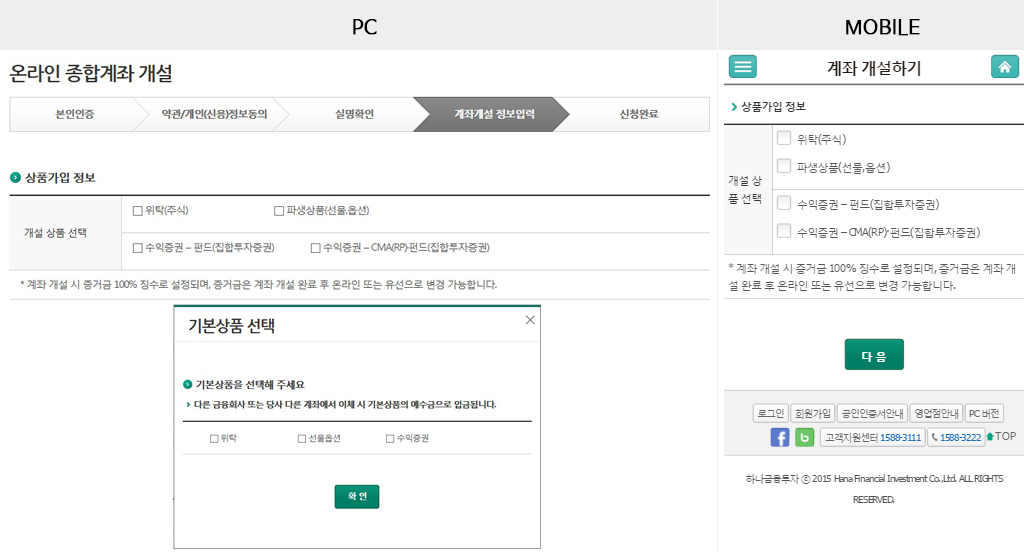 PC
온라인 종합계좌 개설
본인인증 약관/개인(신용)정보동의 실명확인 계좌개설 정보입력 신청완료
상품가입 정보
개설 상품 선택
위탁(주식) 파생상품(선물,옵션)
수익증권 – 펀드(집합투자증권) 수익증권 – CMA(RP)-펀드(집합투자증권)
* 계좌 개설 시 증거금 100% 징수로 설정되며, 증거금은 계좌 개설 완료 후 온라인 또는 유선으로 변경 가능합니다.
기본상품 선택
기본상품을 선택해 주세요
다른 금융회사 또는 당사 다른 계좌에서 이체 시 기본상품의 예수금으로 입금됩니다.
위탁 선물옵션 수익증권
확 인
MOBILE
계좌 개설하기
상품가입 정보
개설 상
품 선택
위탁(주식)
파생상품(선물,옵션)
수익증권 – 펀드(집합투자증권)
수익증권 – CMA(RP)-펀드(집합투자증권)
* 계좌 개설 시 증거금 100% 징수로 설정되며, 증거금은 계좌 개
설 완료 후 온라인 또는 유선으로 변경 가능합니다.
다 음
로그인 회원가입 공인인증서안내 영업점안내 PC 버전
f b 고객지원센터 1588-3111 1588-3222 TOP
하나금융투자 ⓒ 2015 Hana Financial Investment Co.,Ltd. ALL RIGHTS
RESERVED.